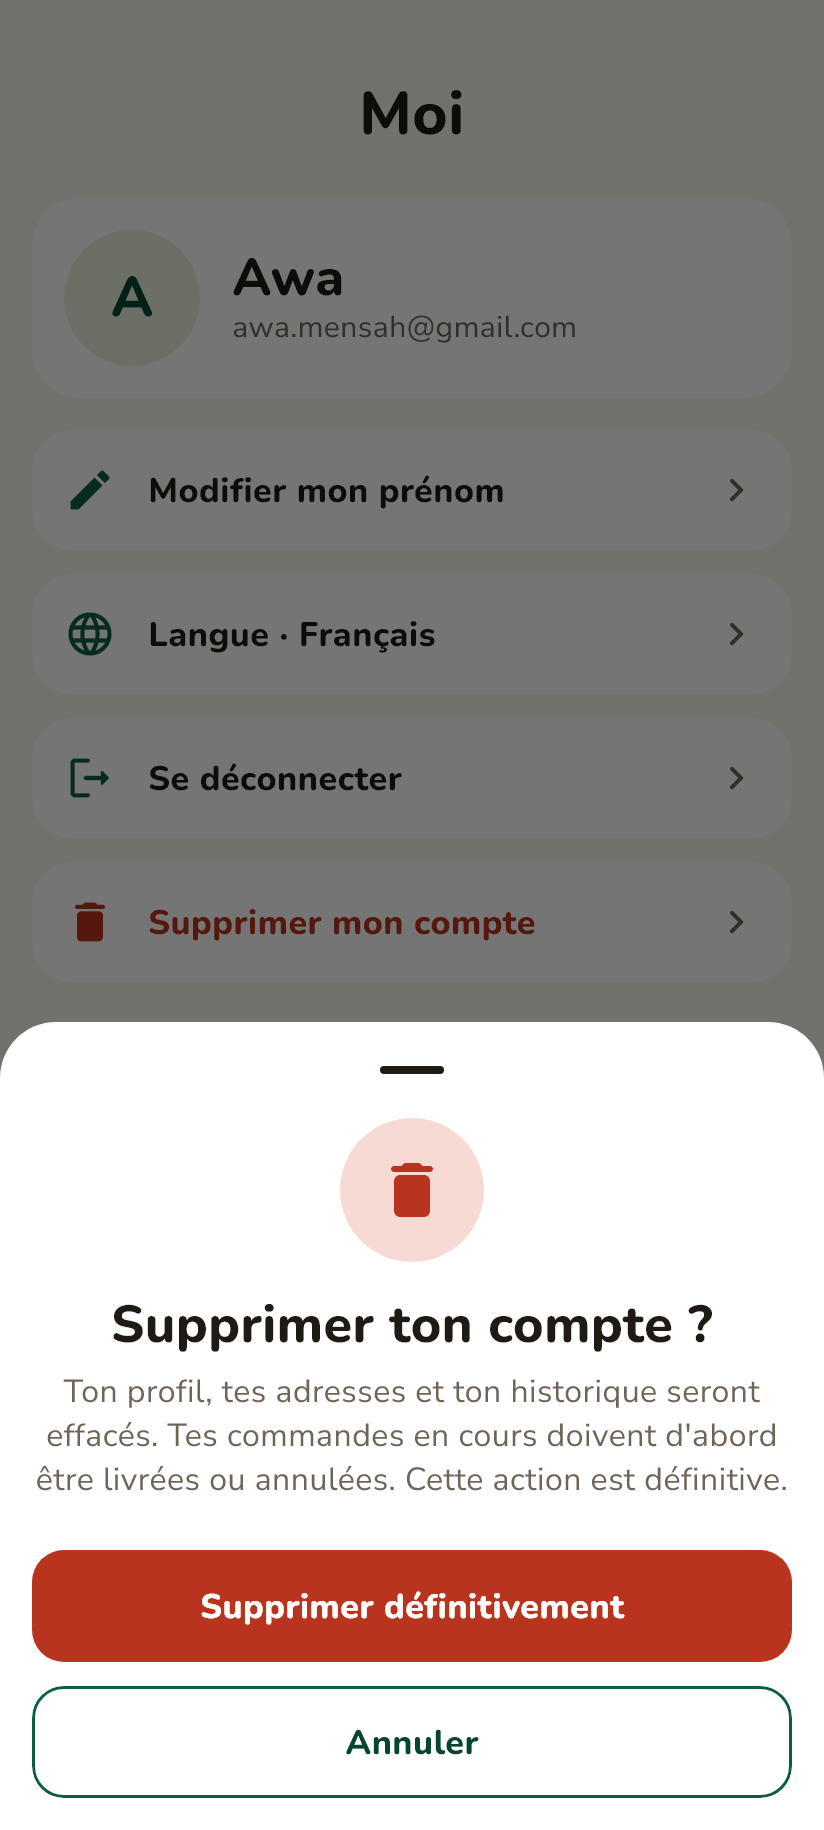 Moi
A
Awa
awa.mensah@gmail.com
Modifier mon prénom
Langue · Français
Se déconnecter
Supprimer mon compte
Supprimer ton compte ?
Ton profil, tes adresses et ton historique seront
effacés. Tes commandes en cours doivent d'abord
être livrées ou annulées. Cette action est définitive.
Supprimer définitivement
Annuler